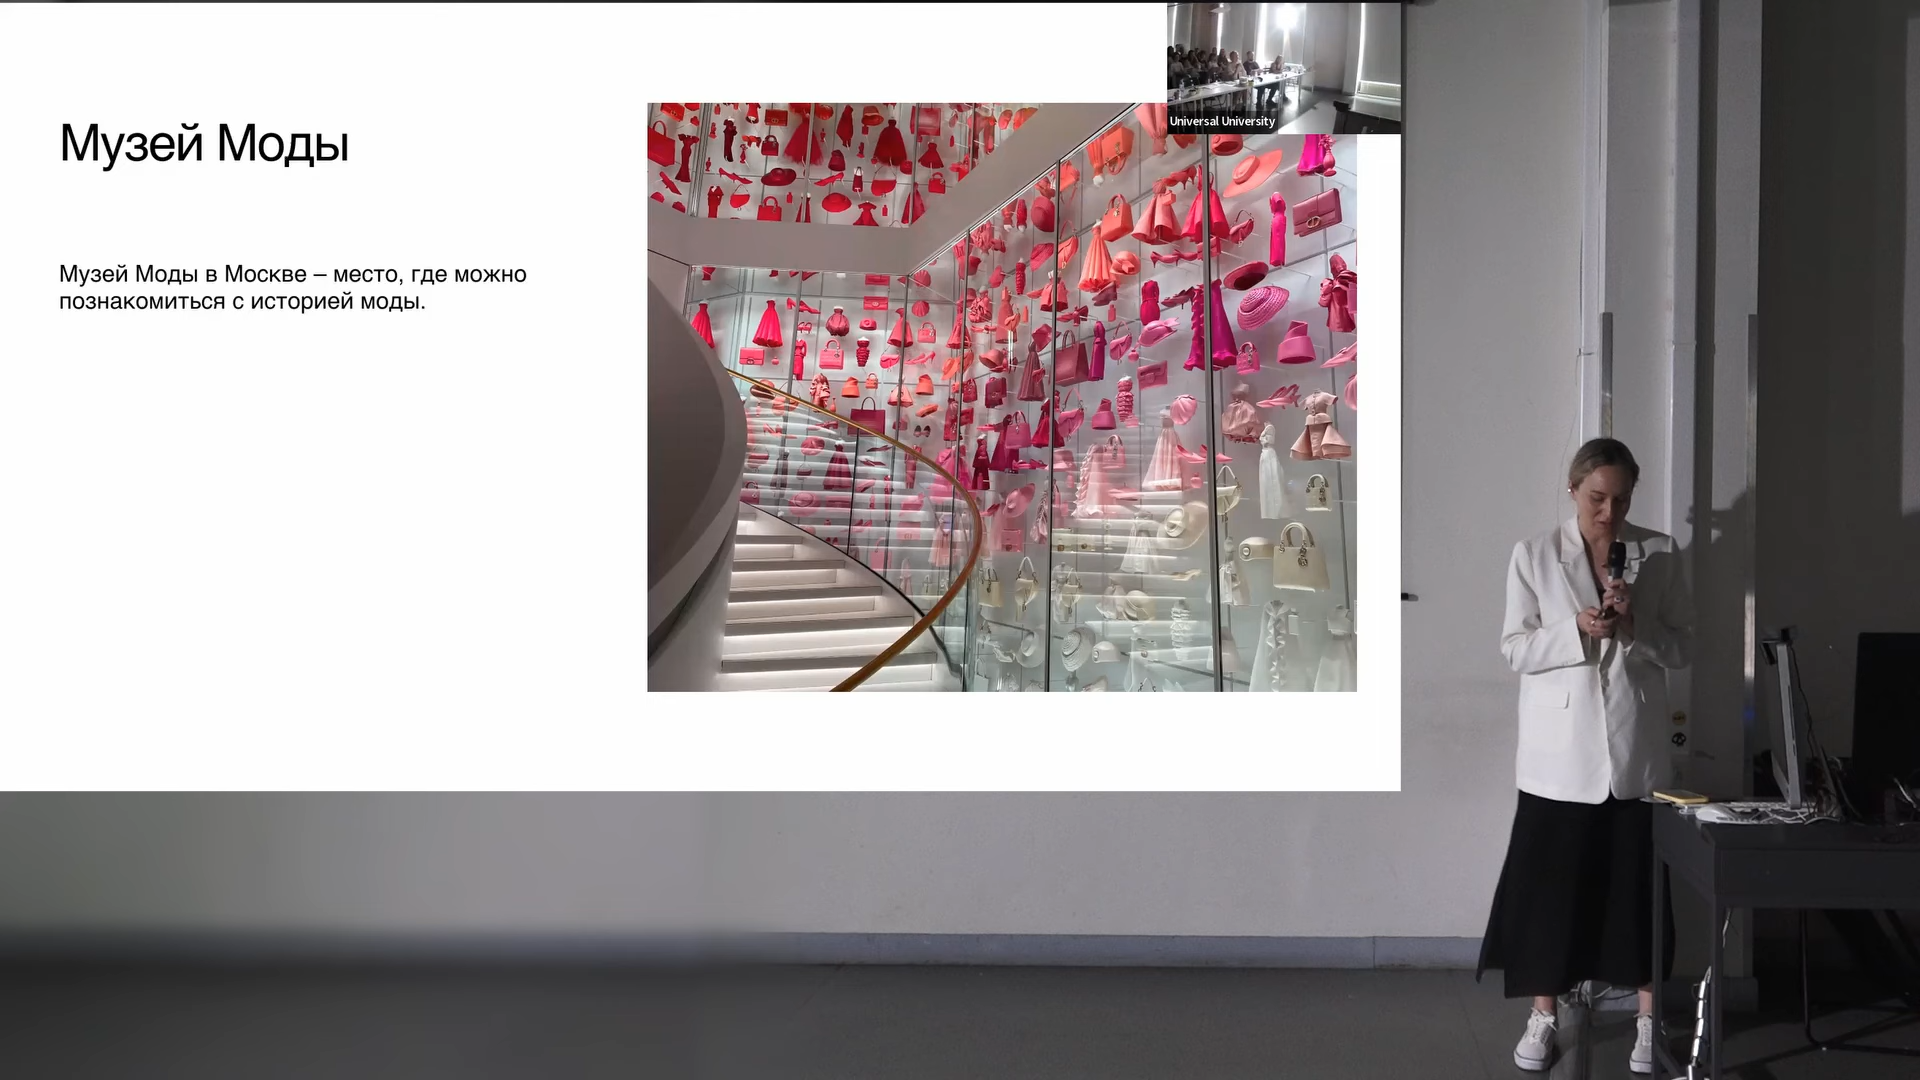 Музей Моды
Музей Моды в Москве – место, где можно
познакомиться с историей моды.
Universal University